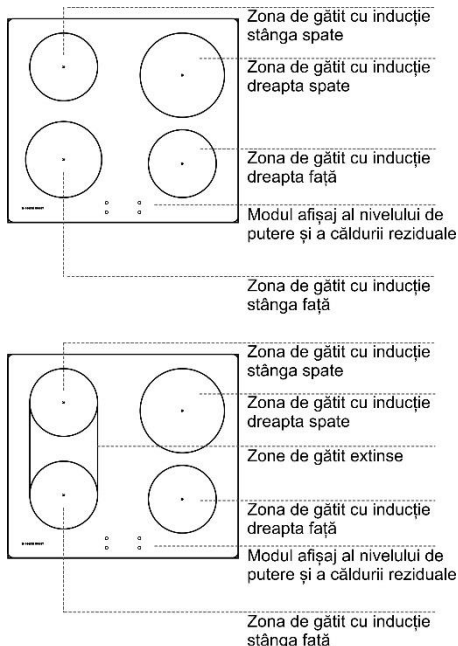 Zona de gătit cu inducție
stânga spate
Zona de gătit cu inducție
dreapta spate
Zona de gătit cu inducție
dreapta față
Modul afișaj al nivelului de
putere și a căldurii reziduale
Zona de gătit cu inducție
stânga față
Zona de gătit cu inducție
stânga spate
Zona de gătit cu inducție
dreapta spate
Zone de gătit extinse
Zona de gătit cu inducție
dreapta față
Modul afișaj al nivelului de
putere și a căldurii reziduale
Zona de gătit cu inducție
stânga față